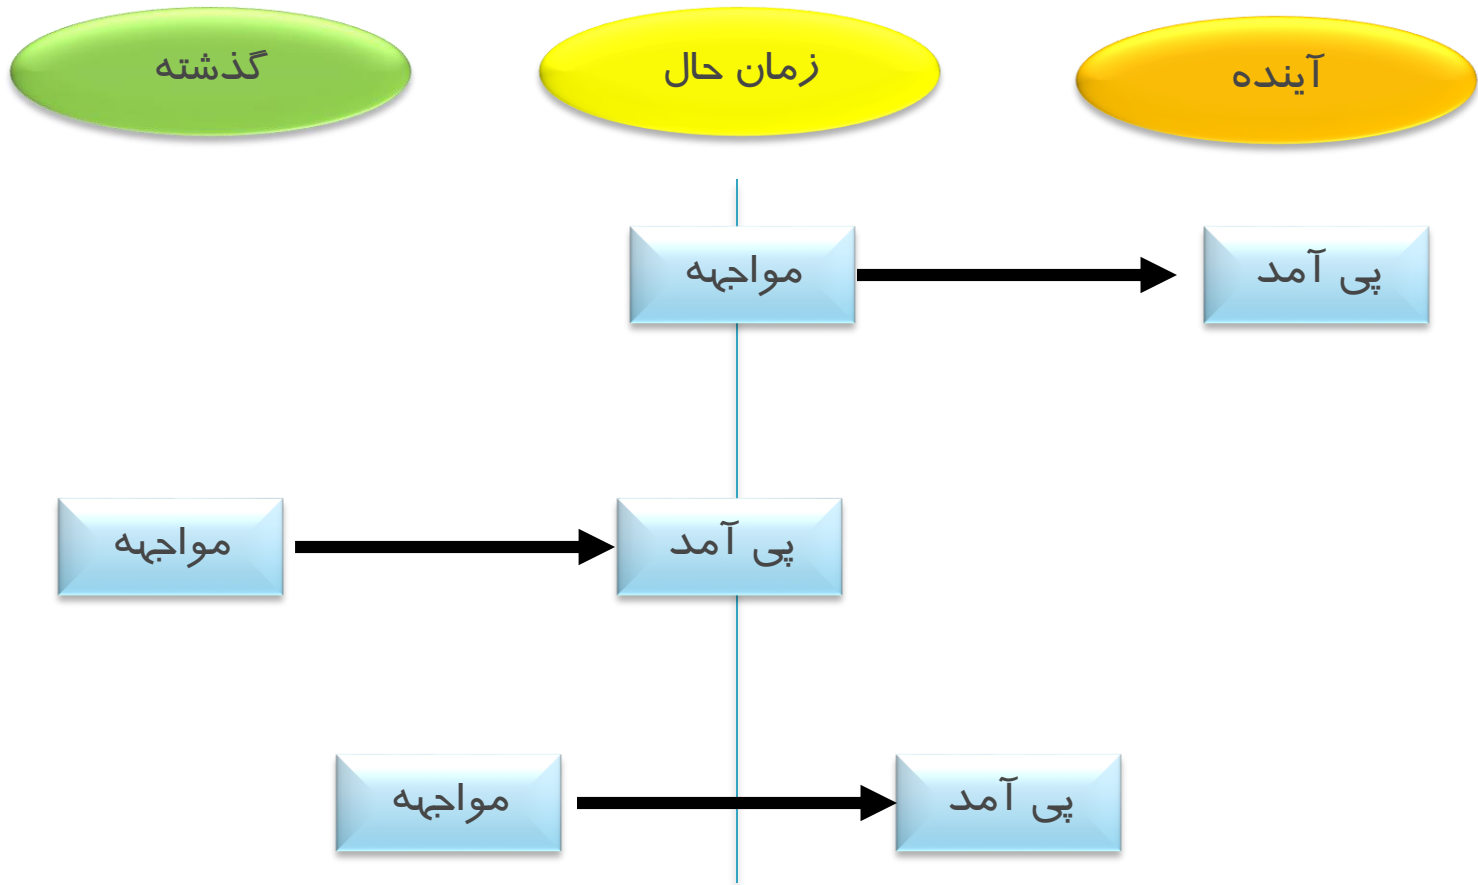 گذشته
زمان حال
آینده
مواجهه
پی آمد
مواجهه
پی آمد
مواجهه
پی آمد